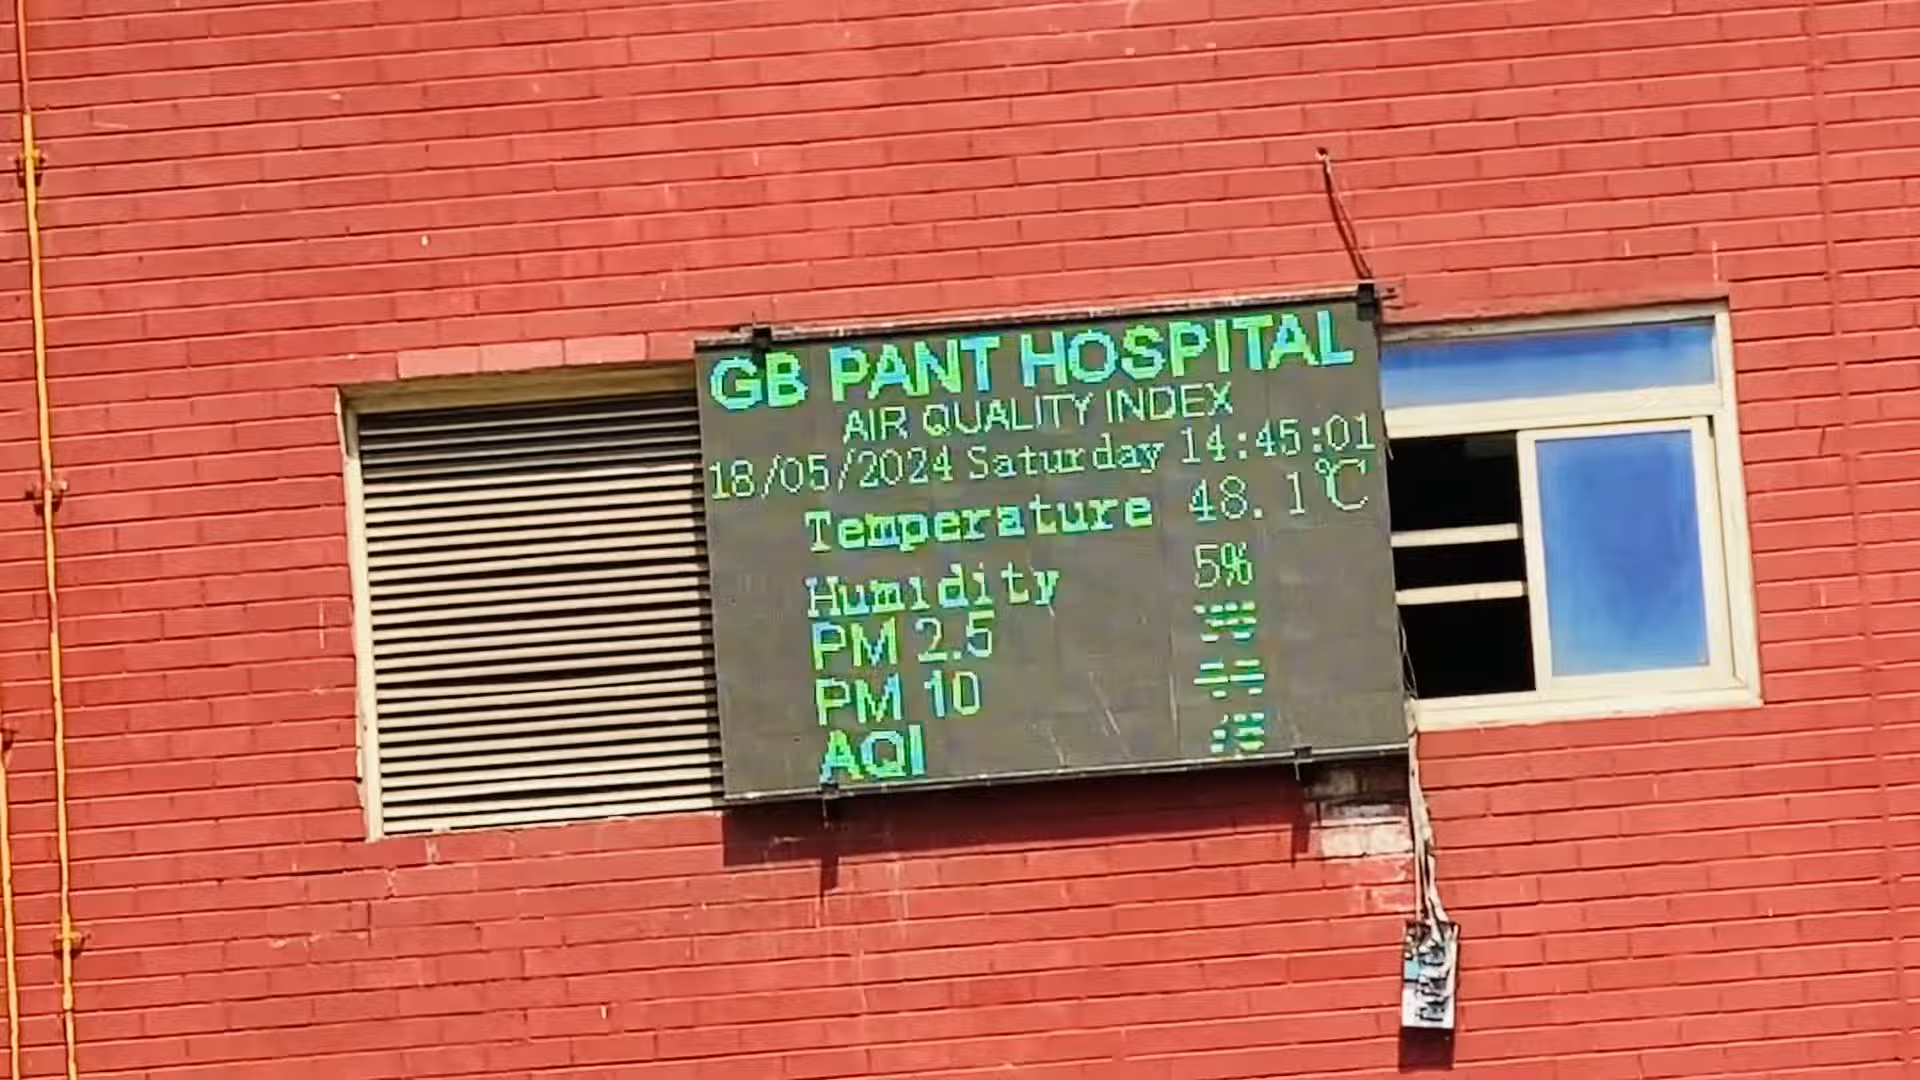 GB PANT HOSPITAL
AIR QUALITY INDEX
18/05/2024 Saturday 14:45:01
Temperature 48.1℃
Humidity 5%
PM 2.5
PM 10
AQI